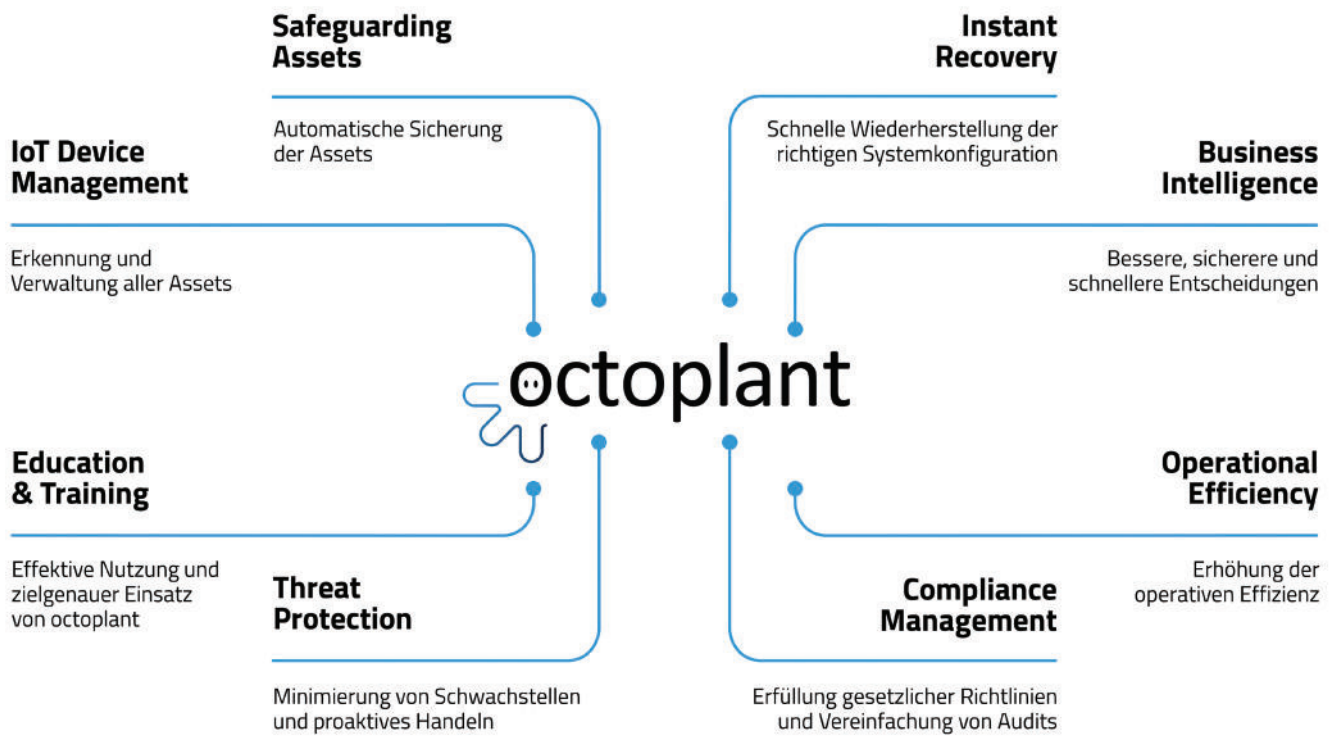 Safeguarding
Assets
Automatische Sicherung
der Assets
Instant
Recovery
Schnelle Wiederherstellung der
richtigen Systemkonfiguration
IoT Device
Management
Erkennung und
Verwaltung aller Assets
Business
Intelligence
Bessere, sicherere und
schnellere Entscheidungen
octoplant
Education
& Training
Effektive Nutzung und
zielgenauer Einsatz
von octoplant
Threat
Protection
Minimierung von Schwachstellen
und proaktives Handeln
Compliance
Management
Erfüllung gesetzlicher Richtlinien
und Vereinfachung von Audits
Operational
Efficiency
Erhöhung der
operativen Effizienz